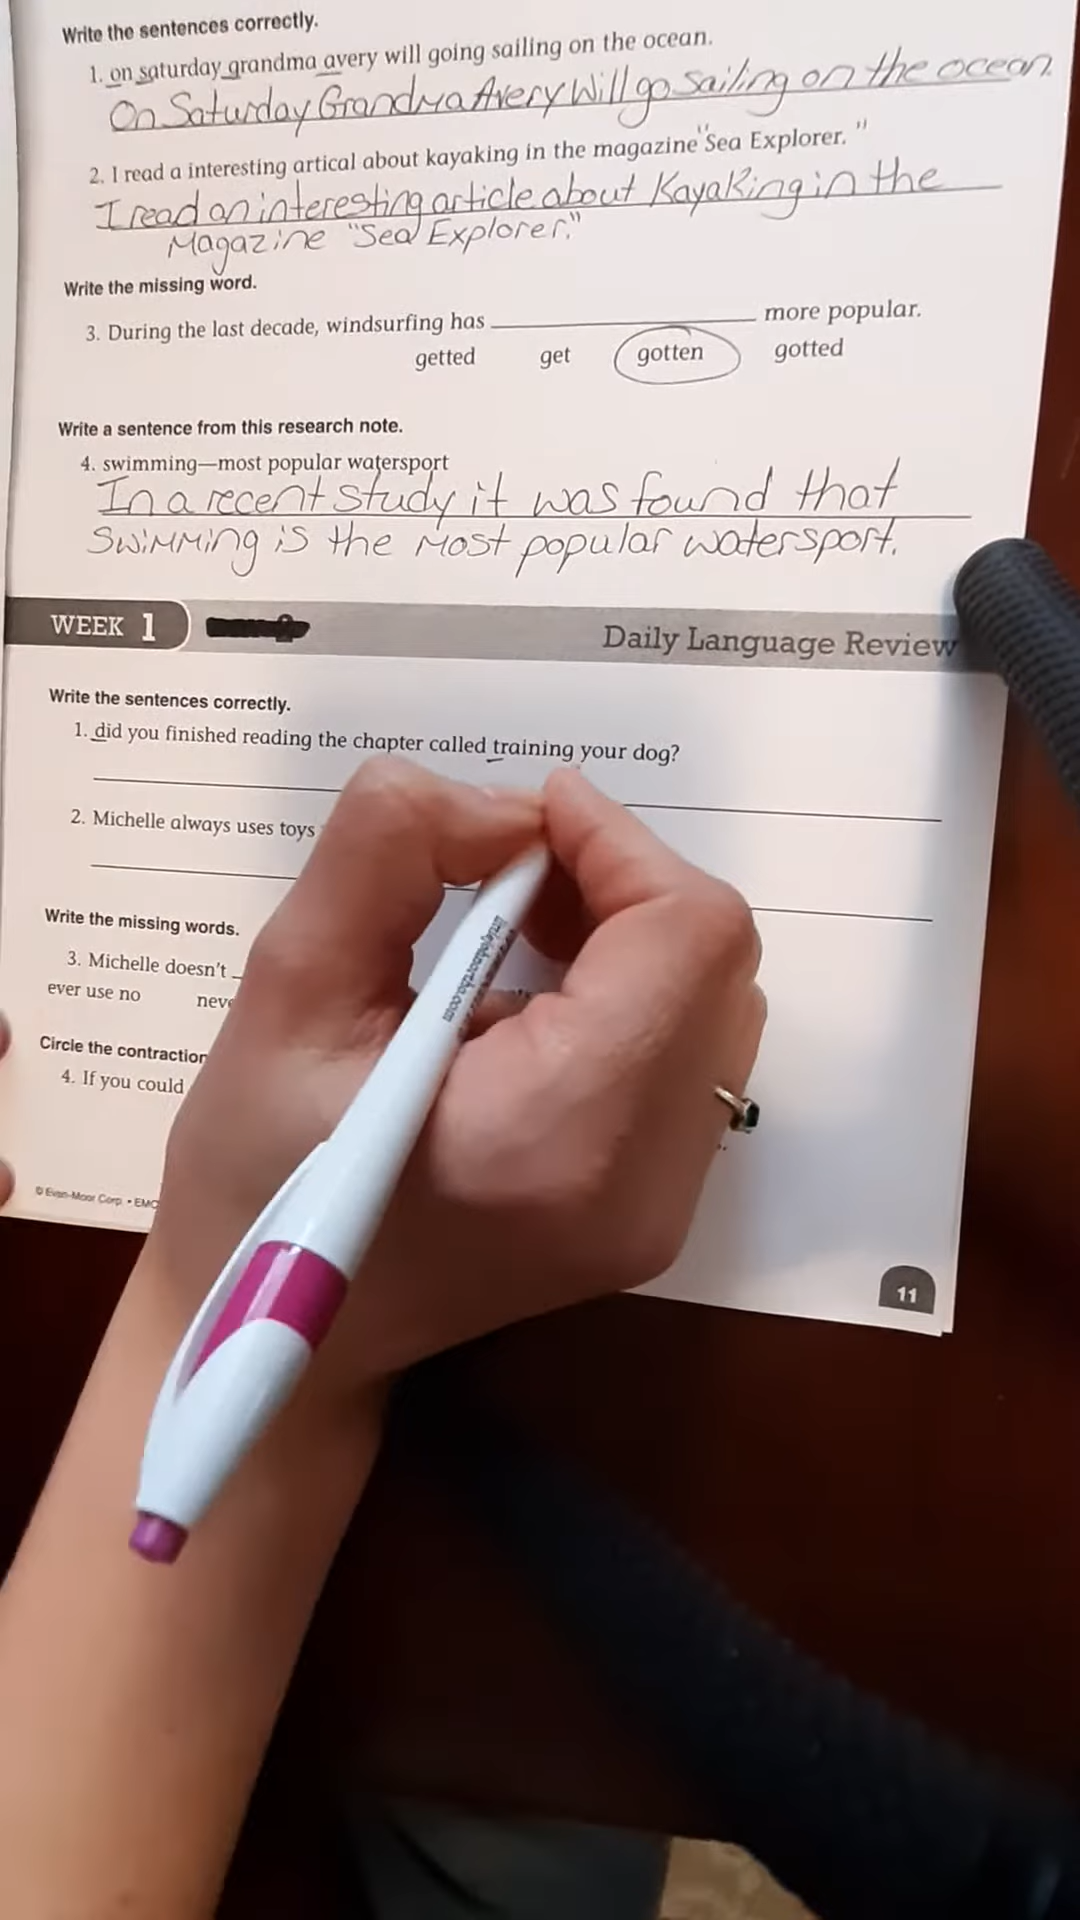 Write the sentences correctly.
1. on saturday grandma avery will going sailing on the ocean.
On Saturday Grandma Avery Will go sailing on the ocean.
2. I read a interesting artical about kayaking in the magazine "Sea Explorer. "
I read an interesting article about Kayaking in the
Magazine "Sea Explorer."
Write the missing word.
3. During the last decade, windsurfing has ____ more popular.
getted get gotten gotted
Write a sentence from this research note.
4. swimming—most popular watersport
In a recent study it was found that
swimming is the most popular watersport.
WEEK 1 Daily Language Review
Write the sentences correctly.
1. did you finished reading the chapter called training your dog?
2. Michelle always uses toys
Write the missing words.
3. Michelle doesn't
ever use no
Circle the contraction
4. If you could
© Evan-Moor Corp. • EMC
11